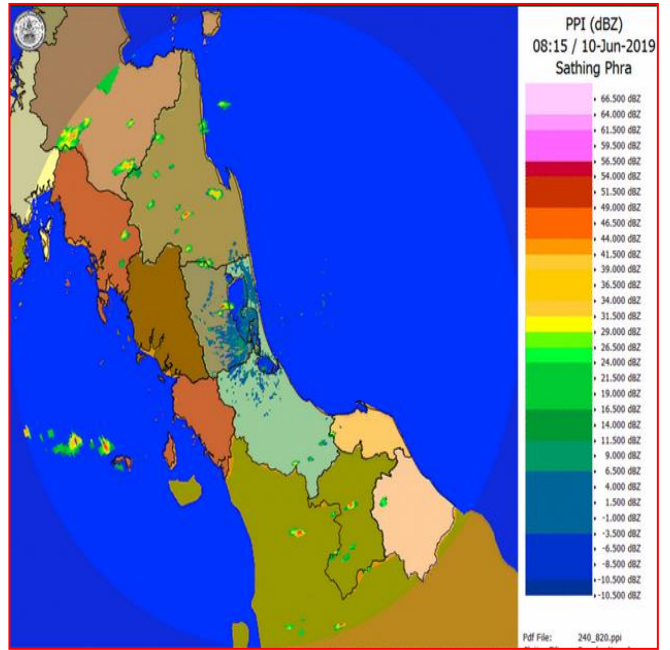 PPI (dBZ)
08:15 / 10-Jun-2019
Sathing Phra
66.500 dBZ
64.000 dBZ
61.500 dBZ
59.500 dBZ
56.500 dBZ
54.000 dBZ
51.500 dBZ
49.000 dBZ
46.500 dBZ
44.000 dBZ
41.500 dBZ
39.000 dBZ
36.500 dBZ
34.000 dBZ
31.500 dBZ
29.000 dBZ
26.500 dBZ
24.000 dBZ
21.500 dBZ
19.000 dBZ
16.500 dBZ
14.000 dBZ
11.500 dBZ
9.000 dBZ
6.500 dBZ
4.000 dBZ
1.500 dBZ
-1.000 dBZ
-3.500 dBZ
-6.500 dBZ
-8.500 dBZ
-10.500 dBZ
-10.500 dBZ
Pdf File: 240_820.ppi